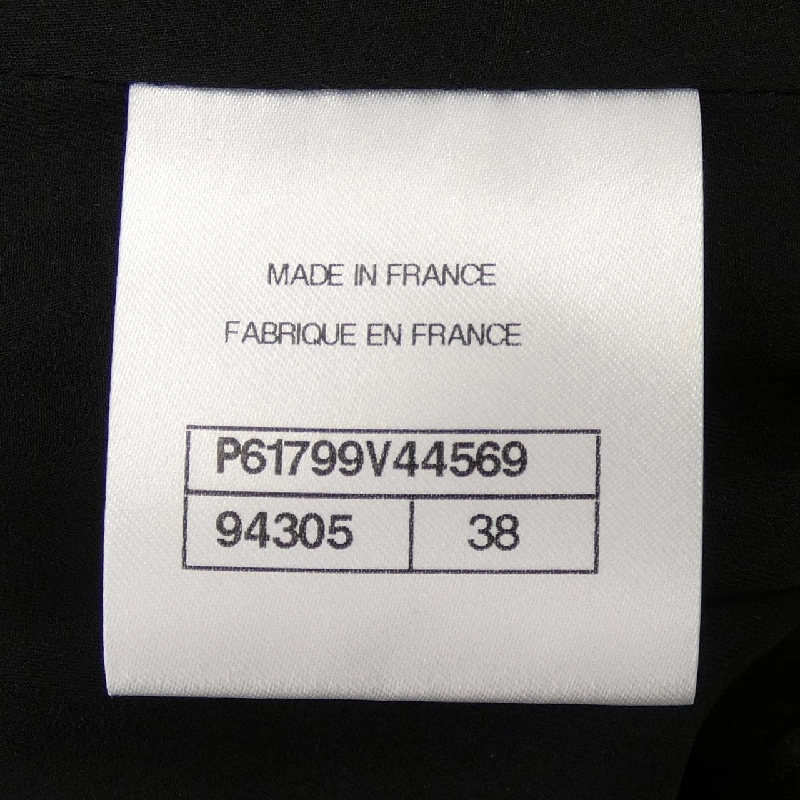 MADE IN FRANCE
FABRIQUE EN FRANCE
P61799V44569
94305 38